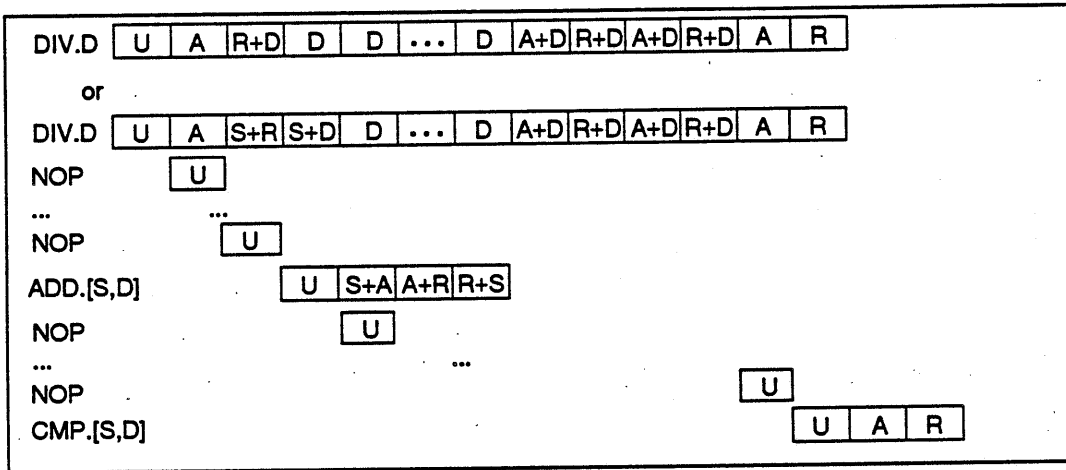 DIV.D U A R+D D D ... D A+D R+D A+D R+D A R
or
DIV.D U A S+R S+D D ... D A+D R+D A+D R+D A R
NOP U
... ...
NOP U
ADD.[S,D] U S+A A+R R+S
NOP U
... ...
NOP U
CMP.[S,D] U A R